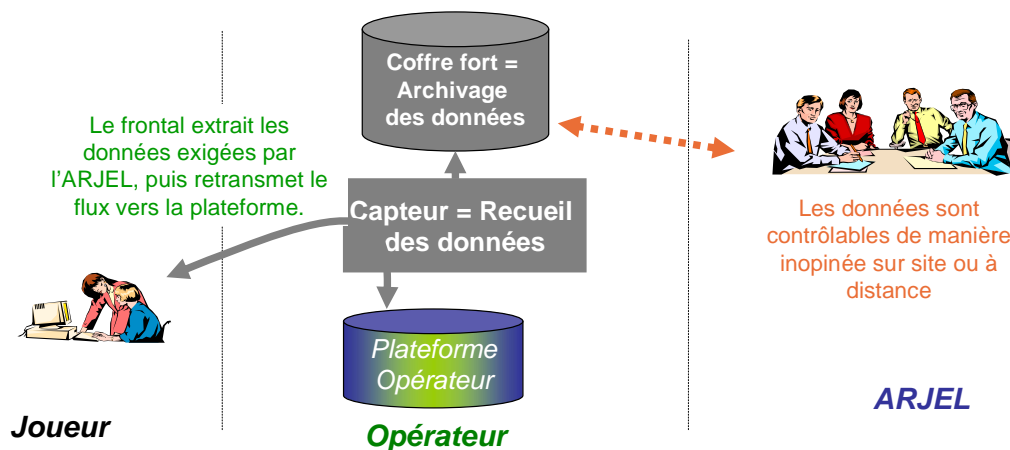 Coffre fort =
Archivage
des données
Le frontal extrait les
données exigées par
l'ARJEL, puis retransmet le
flux vers la plateforme.
Capteur = Recueil
des données
Les données sont
contrôlables de manière
inopinée sur site ou à
distance
Plateforme
Opérateur
Joueur
Opérateur
ARJEL